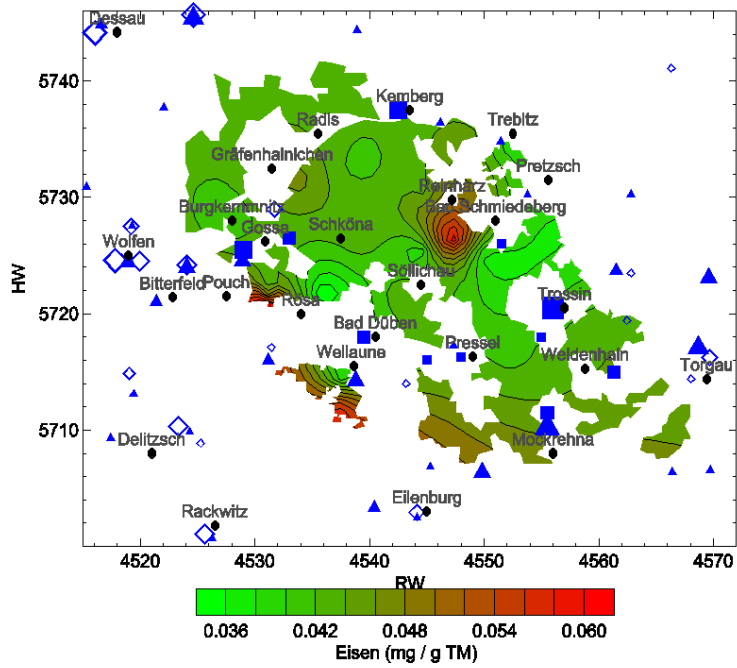 Dessau
5740
Kemberg
Radis
Trebitz
Gräfenhainichen
Pretzsch
5730
Reinharz
Burgkemnitz
Bad Schmiedeberg
Gossa
Schköna
Wolfen
HW
Söllichau
Bitterfeld
Pouch
Rösa
Trossin
5720
Bad Düben
Wellaune
Pressel
Weidenhain
Torgau
5710
Delitzsch
Mockrehna
Rackwitz
Eilenburg
4520 4530 4540 4550 4560 4570
RW
0.036 0.042 0.048 0.054 0.060
Eisen (mg / g TM)